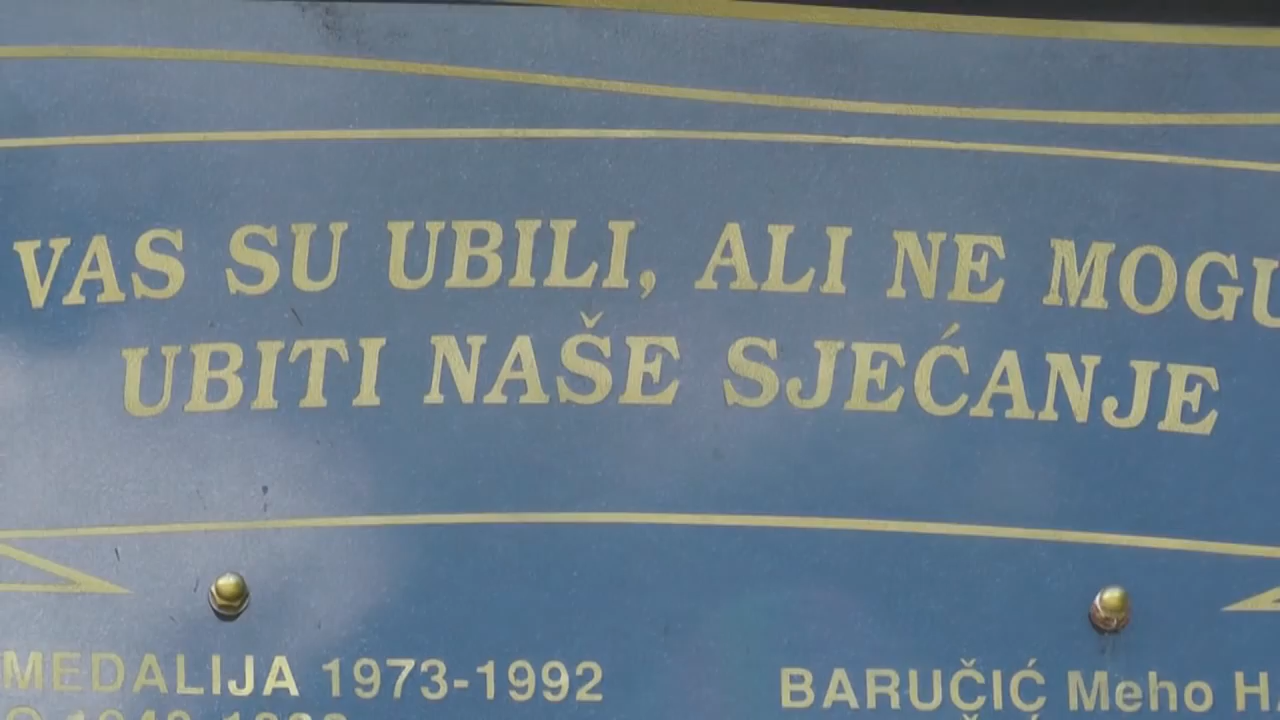 VAS SU UBILI, ALI NE MOGU
UBITI NAŠE SJEĆANJE
MEDALIJA 1973-1992
BARUČIĆ Meho H.